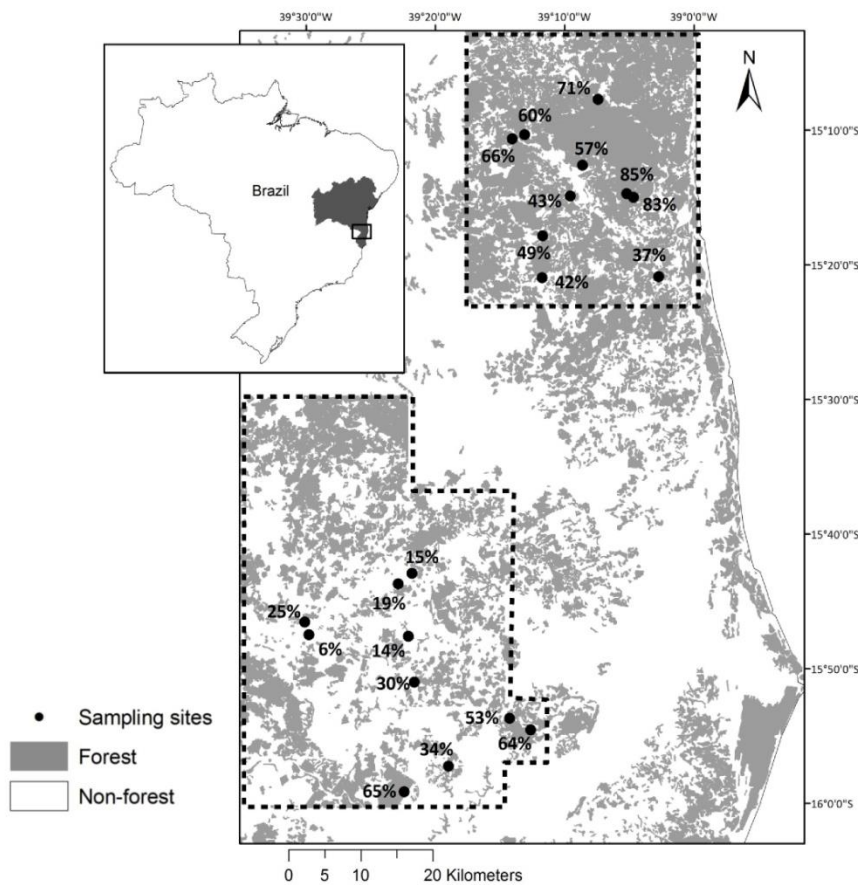 39°30'0"W 39°20'0"W 39°10'0"W 39°0'0"W
N
Brazil
71%
60%
66%
57%
85%
83%
43%
49%
42%
37%
15°10'0"S
15°20'0"S
15°30'0"S
15°40'0"S
15°50'0"S
16°0'0"S
15%
19%
25%
6%
14%
30%
53%
64%
34%
65%
Sampling sites
Forest
Non-forest
0 5 10 20 Kilometers